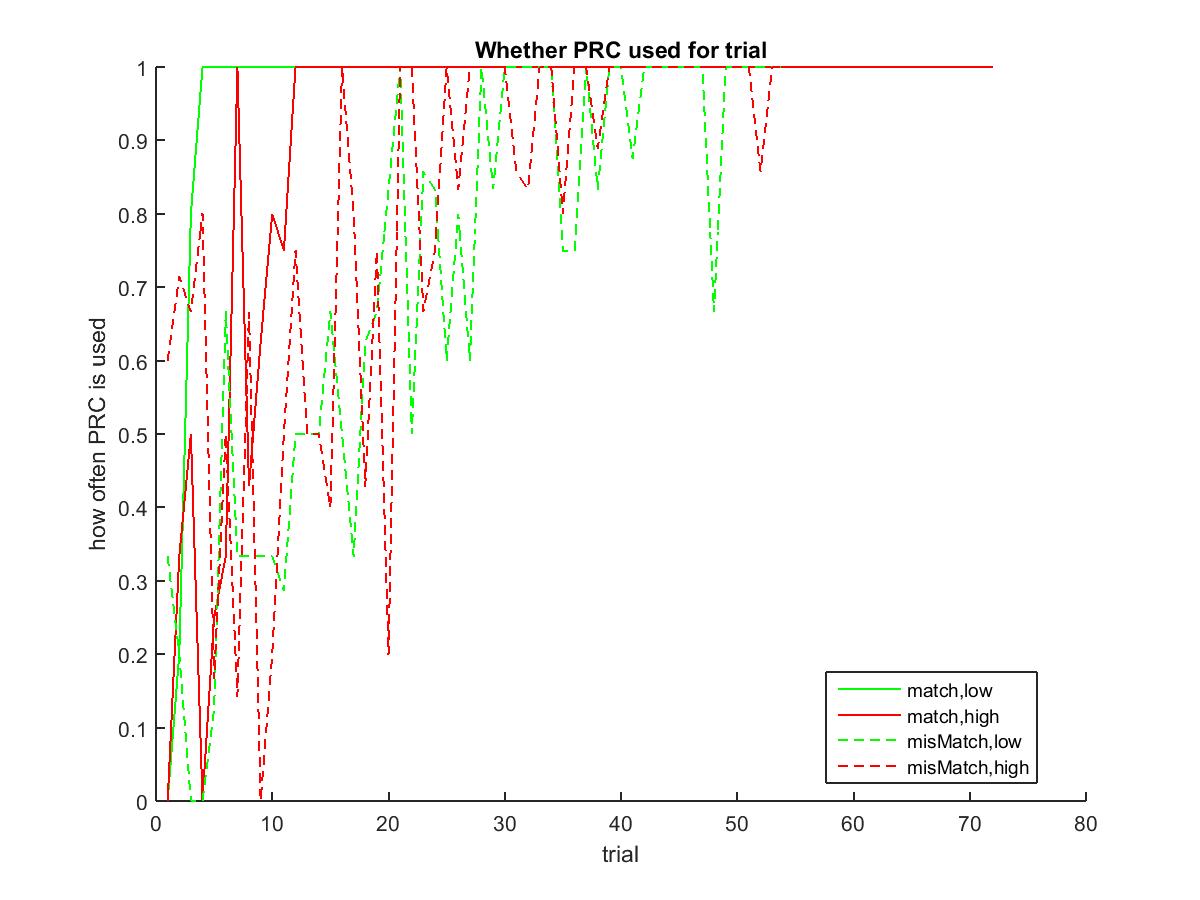 Whether PRC used for trial
1
0.9
0.8
0.7
0.6
0.5
0.4
0.3
0.2
0.1
0
how often PRC is used
0 10 20 30 40 50 60 70 80
trial
match,low
match,high
misMatch,low
misMatch,high